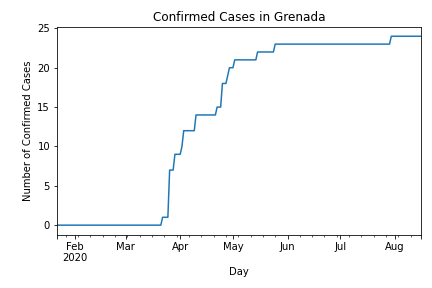 Confirmed Cases in Grenada
Number of Confirmed Cases
25
20
15
10
5
0
Feb Mar Apr May Jun Jul Aug
2020
Day